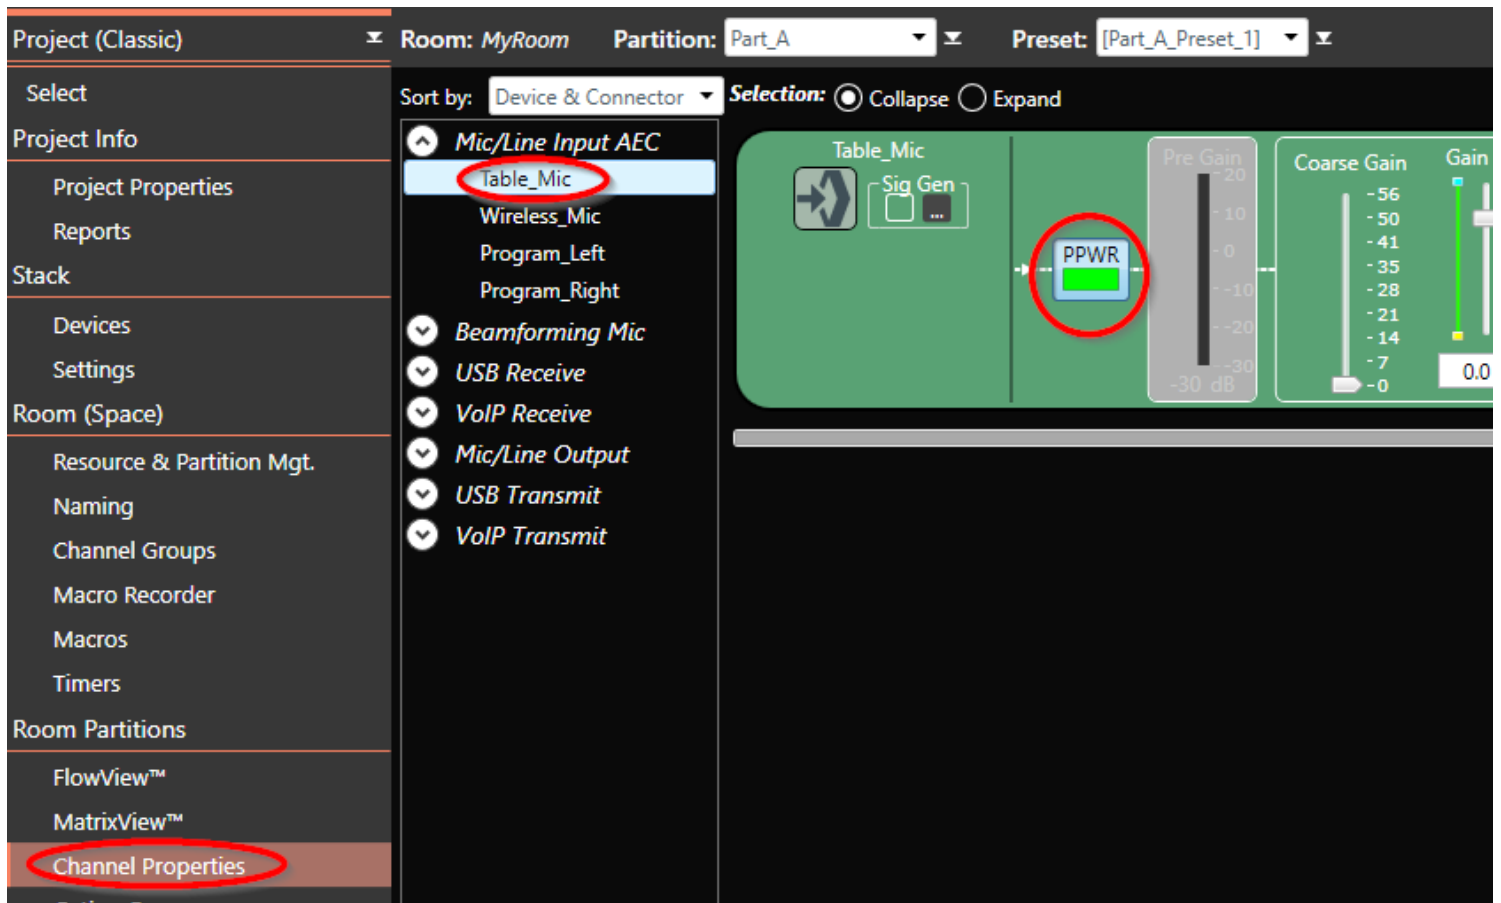 Project (Classic)
Room: MyRoom Partition: Part_A Preset: [Part_A_Preset_1]
Select
Project Info
Project Properties
Reports
Stack
Devices
Settings
Room (Space)
Resource & Partition Mgt.
Naming
Channel Groups
Macro Recorder
Macros
Timers
Room Partitions
FlowView™
MatrixView™
Channel Properties
Sort by: Device & Connector
Selection: Collapse Expand
Mic/Line Input AEC
Table_Mic
Wireless_Mic
Program_Left
Program_Right
Beamforming Mic
USB Receive
VoIP Receive
Mic/Line Output
USB Transmit
VoIP Transmit
Table_Mic
Sig Gen
...
PPWR
Pre Gain
20
10
0
-10
-20
-30
-30 dB
Coarse Gain
56
50
41
35
28
21
14
7
0
Gain
0.0